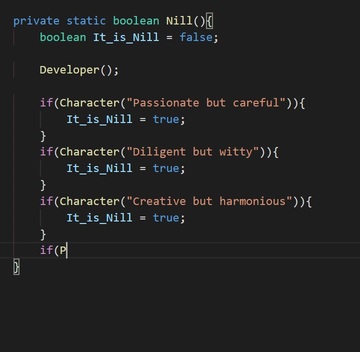 private static boolean Nill(){
boolean It_is_Nill = false;
Developer();
if(Character("Passionate but careful")){
It_is_Nill = true;
}
if(Character("Diligent but witty")){
It_is_Nill = true;
}
if(Character("Creative but harmonious")){
It_is_Nill = true;
}
if(P
}